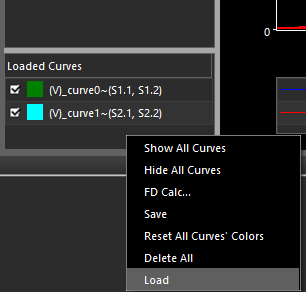 0
Loaded Curves
(V)_curve0~(S1.1, S1.2)
(V)_curve1~(S2.1, S2.2)
Show All Curves
Hide All Curves
FD Calc...
Save
Reset All Curves' Colors
Delete All
Load